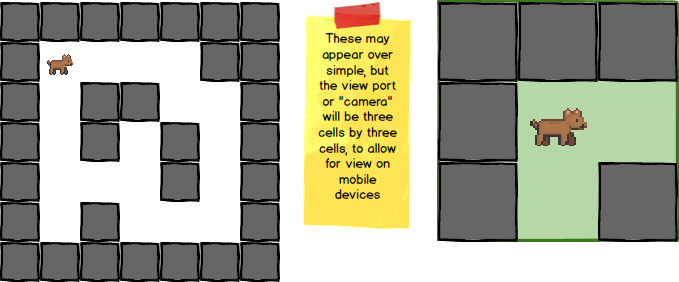 These may
appear over
simple, but
the view port
or "camera"
will be three
cells by three
cells, to allow
for view on
mobile
devices